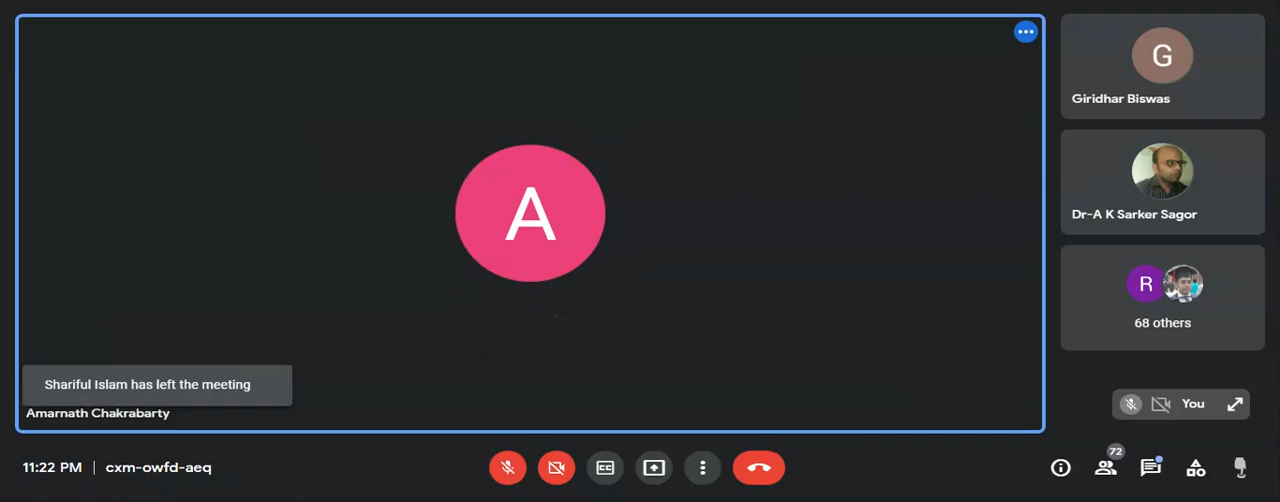 A
Shariful Islam has left the meeting
Amarnath Chakrabarty
G
Giridhar Biswas
Dr-A K Sarker Sagor
R
68 others
You
11:22 PM | cxm-owfd-aeq
CC
72